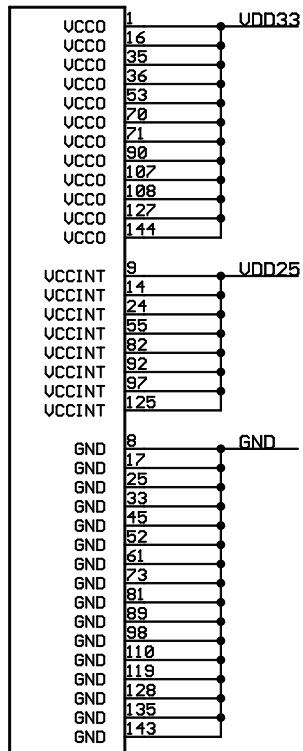 VCCO 1 VDD33
VCCO 16
VCCO 35
VCCO 36
VCCO 53
VCCO 70
VCCO 71
VCCO 90
VCCO 107
VCCO 108
VCCO 127
VCCO 144
VCCINT 9 VDD25
VCCINT 14
VCCINT 24
VCCINT 55
VCCINT 82
VCCINT 92
VCCINT 97
VCCINT 125
GND 8 GND
GND 17
GND 25
GND 33
GND 45
GND 52
GND 61
GND 73
GND 81
GND 89
GND 98
GND 110
GND 119
GND 128
GND 135
GND 143